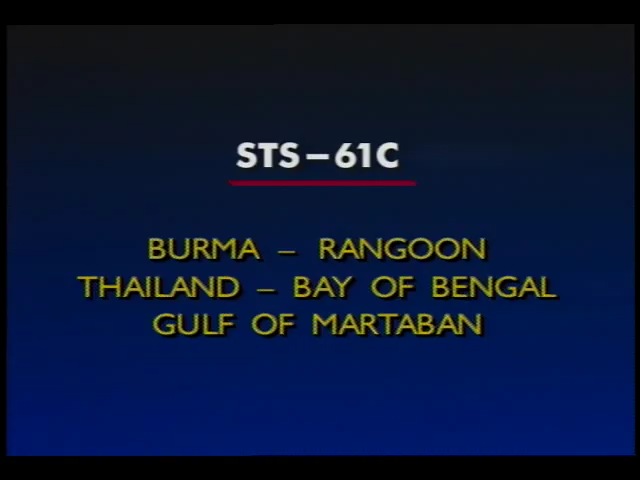 STS-61C
BURMA - RANGOON
THAILAND - BAY OF BENGAL
GULF OF MARTABAN